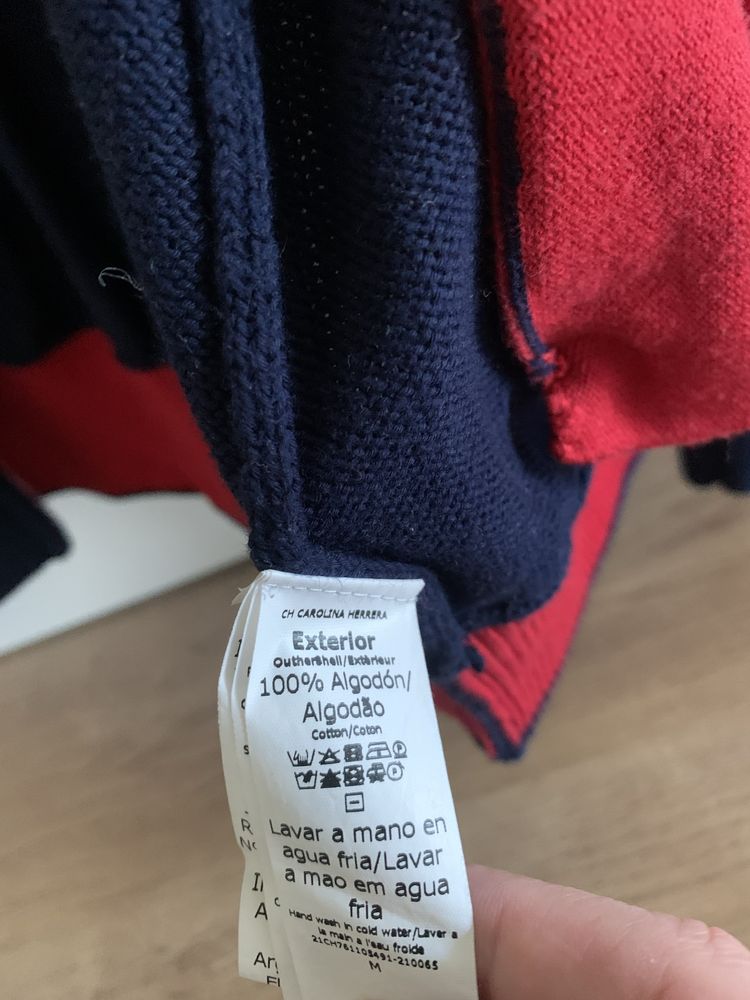 CH CAROLINA HERRERA
Exterior
OutherShell/Extérieur
100% Algodón/
Algodão
Cotton/Coton
Lavar a mano en
agua fria/Lavar
a mao em agua
fria
Hand wash in cold water/Laver a
la main a l'eau froide
21CH761105491-210065
M